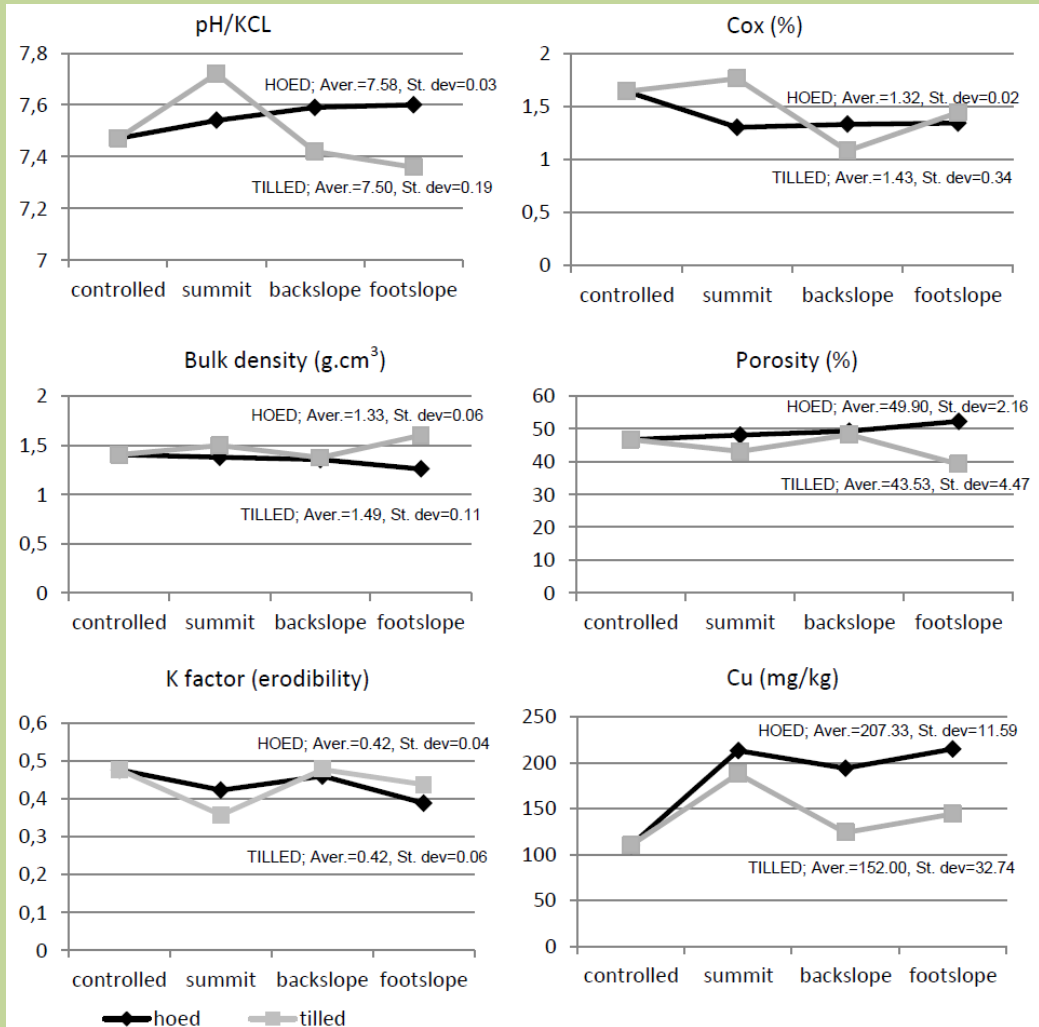 pH/KCL
7,8
7,6
7,4
7,2
7
HOED; Aver.=7.58, St. dev=0.03
TILLED; Aver.=7.50, St. dev=0.19
controlled summit backslope footslope
Cox (%)
2
1,5
1
0,5
0
HOED; Aver.=1.32, St. dev=0.02
TILLED; Aver.=1.43, St. dev=0.34
controlled summit backslope footslope
Bulk density (g.cm³)
2
1,5
1
0,5
0
HOED; Aver.=1.33, St. dev=0.06
TILLED; Aver.=1.49, St. dev=0.11
controlled summit backslope footslope
Porosity (%)
60
50
40
30
20
10
0
HOED; Aver.=49.90, St. dev=2.16
TILLED; Aver.=43.53, St. dev=4.47
controlled summit backslope footslope
K factor (erodibility)
0,6
0,5
0,4
0,3
0,2
0,1
0
HOED; Aver.=0.42, St. dev=0.04
TILLED; Aver.=0.42, St. dev=0.06
controlled summit backslope footslope
hoed tilled
Cu (mg/kg)
250
200
150
100
50
0
HOED; Aver.=207.33, St. dev=11.59
TILLED; Aver.=152.00, St. dev=32.74
controlled summit backslope footslope